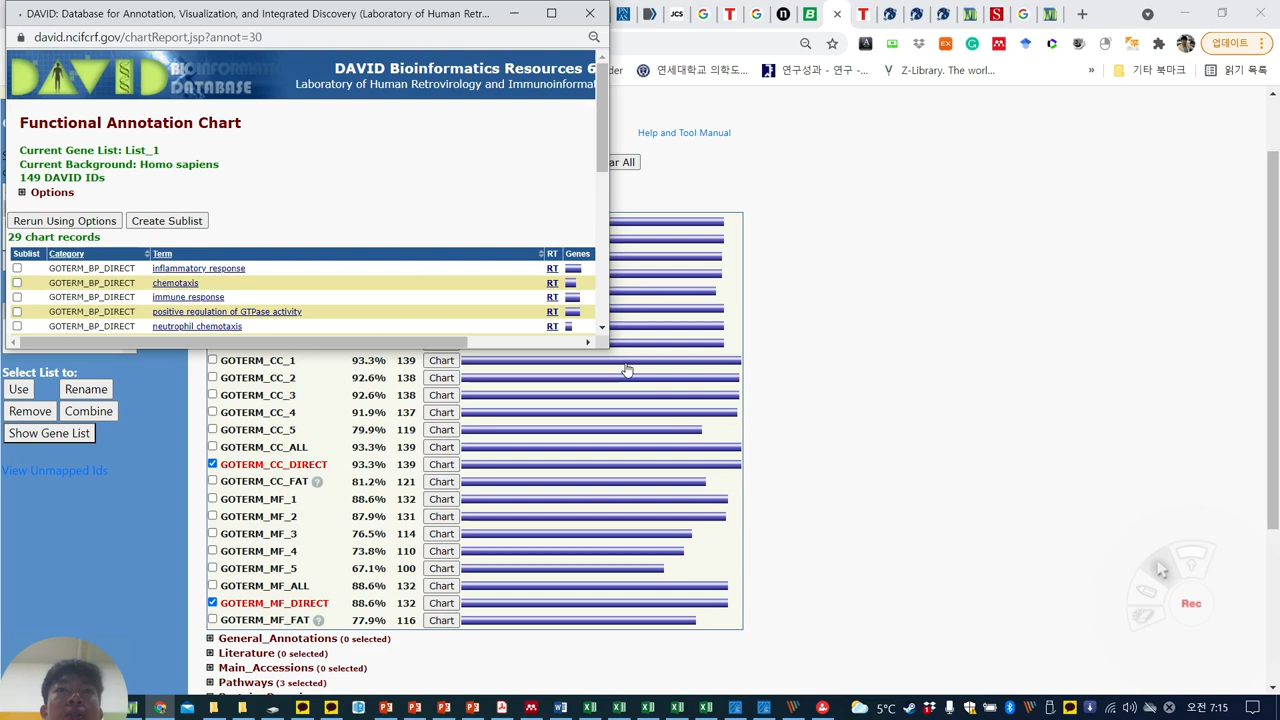 DAVID: Database for Annotation, Visualization, and Integrated Discovery (Laboratory of Human Retr...
david.ncifcrf.gov/chartReport.jsp?annot=30
DAVID
BIOINFORMATICS
DATABASE
DAVID Bioinformatics Resources 6
Laboratory of Human Retrovirology and Immunoinformat
Functional Annotation Chart
Current Gene List: List_1
Current Background: Homo sapiens
149 DAVID IDs
Options
Rerun Using Options Create Sublist
29 chart records
Sublist Category Term RT Genes
GOTERM_BP_DIRECT inflammatory response RT
GOTERM_BP_DIRECT chemotaxis RT
GOTERM_BP_DIRECT immune response RT
GOTERM_BP_DIRECT positive regulation of GTPase activity RT
GOTERM_BP_DIRECT neutrophil chemotaxis RT
JCS
업데이트
der 연세대학교 의학도... 연구성과 - 연구 -... Z-Library. The worl... » 기타 북마크 읽기 목록
Help and Tool Manual
ar All
Select List to:
Use Rename
Remove Combine
Show Gene List
View Unmapped Ids
GOTERM_CC_1 93.3% 139 Chart
GOTERM_CC_2 92.6% 138 Chart
GOTERM_CC_3 92.6% 138 Chart
GOTERM_CC_4 91.9% 137 Chart
GOTERM_CC_5 79.9% 119 Chart
GOTERM_CC_ALL 93.3% 139 Chart
GOTERM_CC_DIRECT 93.3% 139 Chart
GOTERM_CC_FAT ? 81.2% 121 Chart
GOTERM_MF_1 88.6% 132 Chart
GOTERM_MF_2 87.9% 131 Chart
GOTERM_MF_3 76.5% 114 Chart
GOTERM_MF_4 73.8% 110 Chart
GOTERM_MF_5 67.1% 100 Chart
GOTERM_MF_ALL 88.6% 132 Chart
GOTERM_MF_DIRECT 88.6% 132 Chart
GOTERM_MF_FAT ? 77.9% 116 Chart
General_Annotations (0 selected)
Literature (0 selected)
Main_Accessions (0 selected)
Pathways (3 selected)
Rec
5°C 오전 7:15